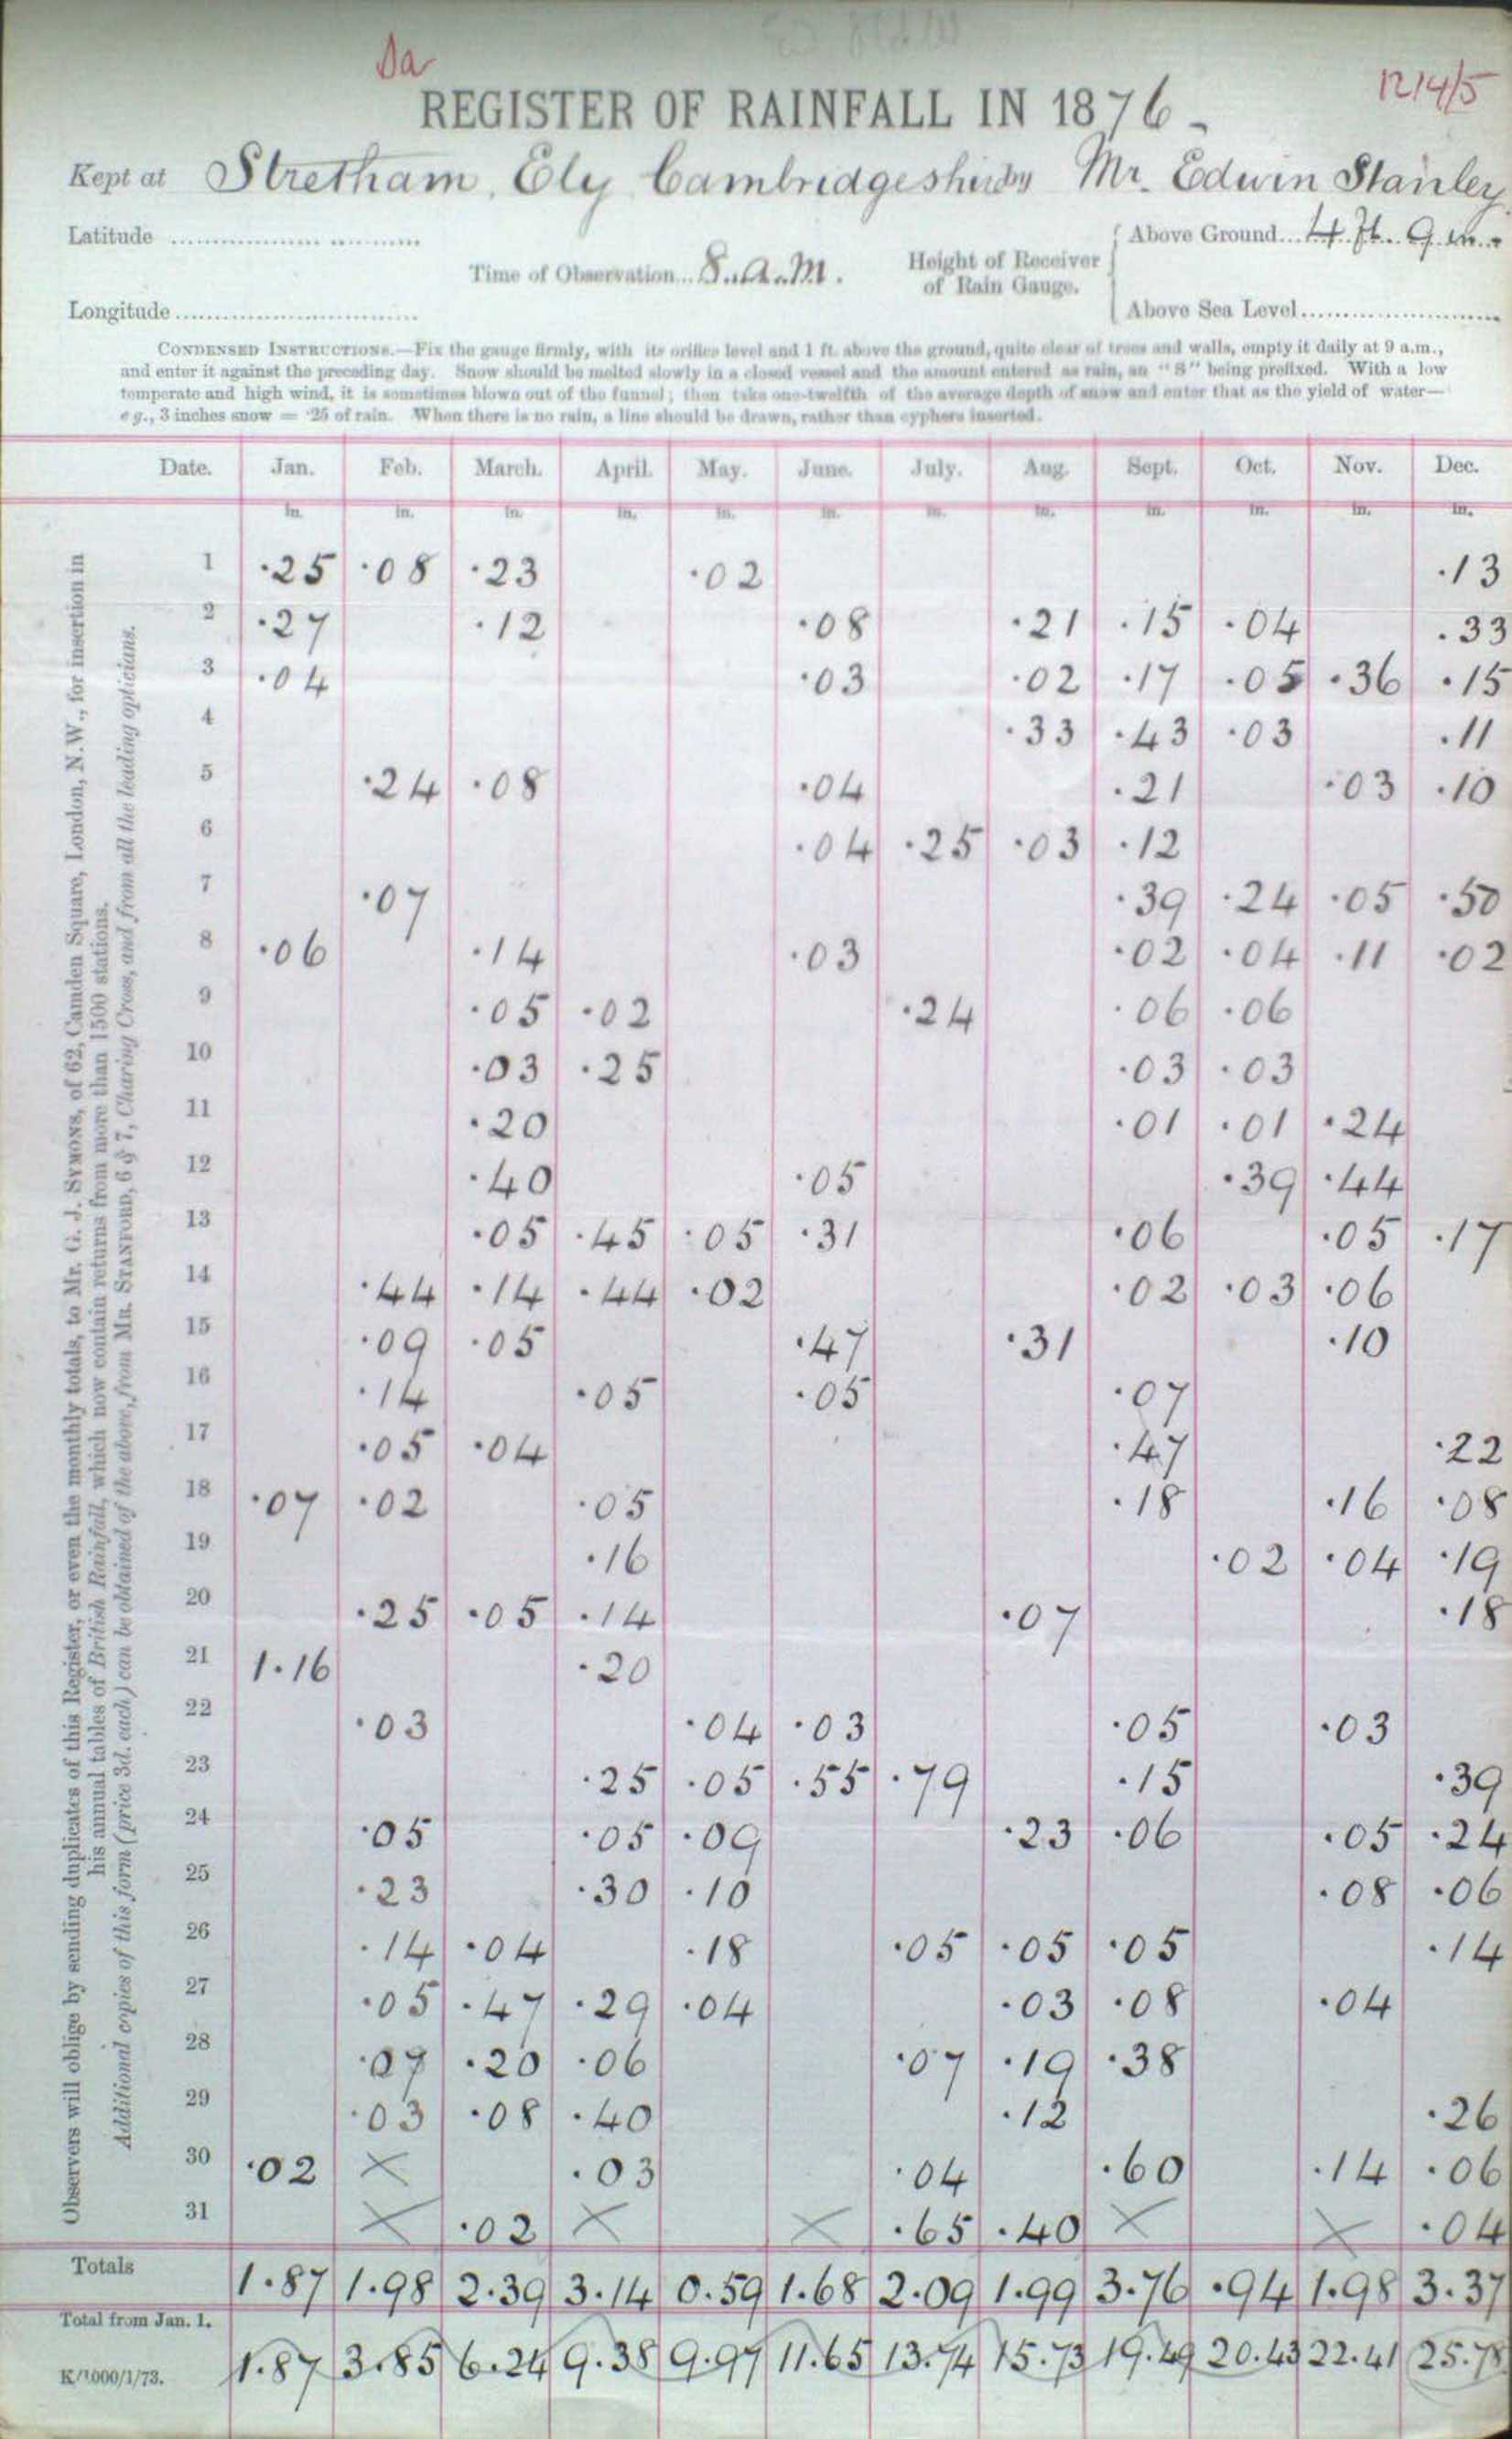 Da
1214/5
REGISTER OF RAINFALL IN 1876
Kept at Stretham, Ely Cambridgeshire by Mr. Edwin Stanley
Latitude
Time of Observation... 8.a.m.
Height of Receiver of Rain Gauge.
Above Ground... 4 ft. 9 in.
Longitude
Above Sea Level
CONDENSED INSTRUCTIONS.—Fix the gauge firmly, with its orifice level and 1 ft. above the ground, quite clear of trees and walls, empty it daily at 9 a.m.,
and enter it against the preceding day. Snow should be melted slowly in a closed vessel and the amount entered as rain, an "S" being prefixed. With a low
temperate and high wind, it is sometimes blown out of the funnel; then take one-twelfth of the average depth of snow and enter that as the yield of water—
eg., 3 inches snow = ·25 of rain. When there is no rain, a line should be drawn, rather than cyphers inserted.
Date. Jan. Feb. March. April. May. June. July. Aug. Sept. Oct. Nov. Dec.
in. in. in. in. in. in. in. in. in. in. in. in.
1 ·25 ·08 ·23 ·02 ·13
2 ·27 ·12 ·08 ·21 ·15 ·04 ·33
3 ·04 ·03 ·02 ·17 ·05 ·36 ·15
4 ·33 ·43 ·03 ·11
5 ·24 ·08 ·04 ·21 ·03 ·10
6 ·04 ·25 ·03 ·12
7 ·07 ·39 ·24 ·05 ·50
8 ·06 ·14 ·03 ·02 ·04 ·11 ·02
9 ·05 ·02 ·24 ·06 ·06
10 ·03 ·25 ·03 ·03
11 ·20 ·01 ·01 ·24
12 ·40 ·05 ·39 ·44
13 ·05 ·45 ·05 ·31 ·06 ·05 ·17
14 ·44 ·14 ·44 ·02 ·02 ·03 ·06
15 ·09 ·05 ·47 ·31 ·10
16 ·14 ·05 ·05 ·07
17 ·05 ·04 ·47 ·22
18 ·07 ·02 ·05 ·18 ·16 ·08
19 ·16 ·02 ·04 ·19
20 ·25 ·05 ·14 ·07 ·18
21 1·16 ·20
22 ·03 ·04 ·03 ·05 ·03
23 ·25 ·05 ·55 ·79 ·15 ·39
24 ·05 ·05 ·09 ·23 ·06 ·05 ·24
25 ·23 ·30 ·10 ·08 ·06
26 ·14 ·04 ·18 ·05 ·05 ·05 ·14
27 ·05 ·47 ·29 ·04 ·03 ·08 ·04
28 ·07 ·20 ·06 ·07 ·19 ·38
29 ·03 ·08 ·40 ·12 ·26
30 ·02 × ·03 ·04 ·60 ·14 ·06
31 × ·02 × × ·65 ·40 × × ·04
Totals 1·87 1·98 2·39 3·14 0·59 1·68 2·09 1·99 3·76 ·94 1·98 3·37
Total from Jan. 1. 1·87 3·85 6·24 9·38 9·97 11·65 13·74 15·73 19·49 20·43 22·41 25·78
K/1000/1/73.
Observers will oblige by sending duplicates of this Register, or even the monthly totals, to Mr. G. J. SYMONS, of 62, Camden Square, London, N.W., for insertion in
his annual tables of British Rainfall, which now contain returns from more than 1500 stations.
Additional copies of this form (price 3d. each) can be obtained of the above, from MR. STANFORD, 6 & 7, Charing Cross, and from all the leading opticians.